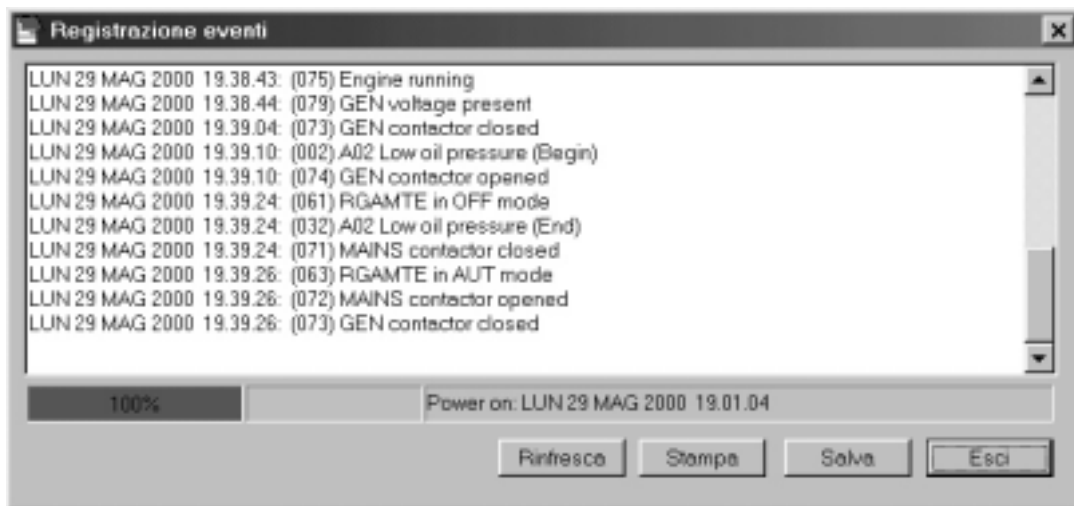 Registrazione eventi
LUN 29 MAG 2000 19.38.43: (075) Engine running
LUN 29 MAG 2000 19.38.44: (079) GEN voltage present
LUN 29 MAG 2000 19.39.04: (073) GEN contactor closed
LUN 29 MAG 2000 19.39.10: (002) A02 Low oil pressure (Begin)
LUN 29 MAG 2000 19.39.10: (074) GEN contactor opened
LUN 29 MAG 2000 19.39.24: (061) RGAMTE in OFF mode
LUN 29 MAG 2000 19.39.24: (032) A02 Low oil pressure (End)
LUN 29 MAG 2000 19.39.24: (071) MAINS contactor closed
LUN 29 MAG 2000 19.39.26: (063) RGAMTE in AUT mode
LUN 29 MAG 2000 19.39.26: (072) MAINS contactor opened
LUN 29 MAG 2000 19.39.26: (073) GEN contactor closed
100% Power on: LUN 29 MAG 2000 19.01.04
Rinfresca Stampa Salva Esci